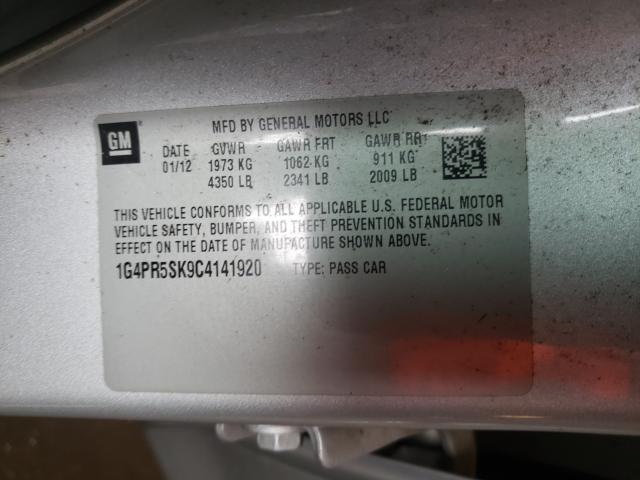 GM
MFD BY GENERAL MOTORS LLC
DATE GVWR GAWR FRT GAWR RR
01/12 1973 KG 1062 KG 911 KG
4350 LB 2341 LB 2009 LB
THIS VEHICLE CONFORMS TO ALL APPLICABLE U.S. FEDERAL MOTOR
VEHICLE SAFETY, BUMPER, AND THEFT PREVENTION STANDARDS IN
EFFECT ON THE DATE OF MANUFACTURE SHOWN ABOVE.
1G4PR5SK9C4141920 TYPE: PASS CAR